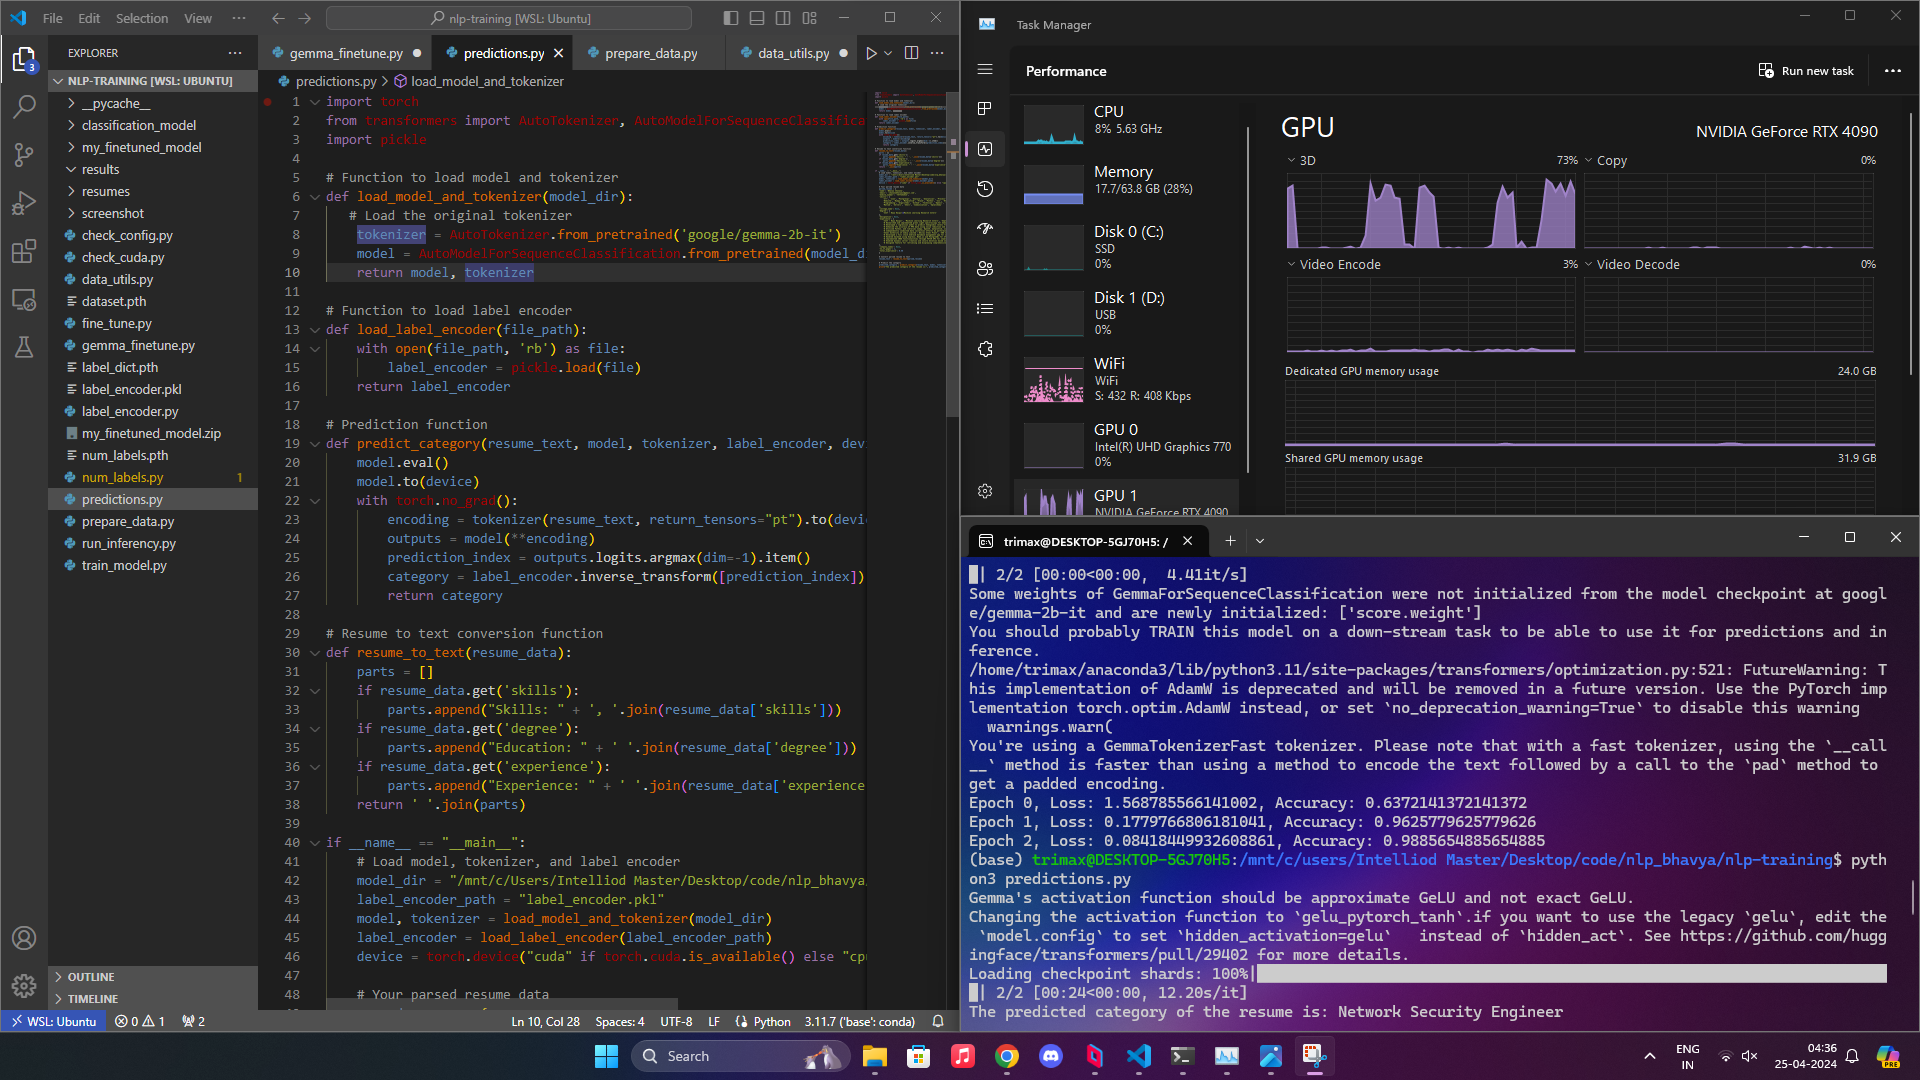 File Edit Selection View ··· nlp-training [WSL: Ubuntu]
EXPLORER ···
NLP-TRAINING [WSL: UBUNTU]
__pycache__
classification_model
my_finetuned_model
results
resumes
screenshot
check_config.py
check_cuda.py
data_utils.py
dataset.pth
fine_tune.py
gemma_finetune.py
label_dict.pth
label_encoder.pkl
label_encoder.py
my_finetuned_model.zip
num_labels.pth
num_labels.py 1
predictions.py
prepare_data.py
run_inferency.py
train_model.py
OUTLINE
TIMELINE
3
gemma_finetune.py predictions.py prepare_data.py data_utils.py
predictions.py > load_model_and_tokenizer
1 import torch
2 from transformers import AutoTokenizer, AutoModelForSequenceClassifica
3 import pickle
4
5 # Function to load model and tokenizer
6 def load_model_and_tokenizer(model_dir):
7 # Load the original tokenizer
8 tokenizer = AutoTokenizer.from_pretrained('google/gemma-2b-it')
9 model = AutoModelForSequenceClassification.from_pretrained(model_d
10 return model, tokenizer
11
12 # Function to load label encoder
13 def load_label_encoder(file_path):
14 with open(file_path, 'rb') as file:
15 label_encoder = pickle.load(file)
16 return label_encoder
17
18 # Prediction function
19 def predict_category(resume_text, model, tokenizer, label_encoder, dev
20 model.eval()
21 model.to(device)
22 with torch.no_grad():
23 encoding = tokenizer(resume_text, return_tensors="pt").to(devic
24 outputs = model(**encoding)
25 prediction_index = outputs.logits.argmax(dim=-1).item()
26 category = label_encoder.inverse_transform([prediction_index])
27 return category
28
29 # Resume to text conversion function
30 def resume_to_text(resume_data):
31 parts = []
32 if resume_data.get('skills'):
33 parts.append("Skills: " + ', '.join(resume_data['skills']))
34 if resume_data.get('degree'):
35 parts.append("Education: " + ' '.join(resume_data['degree']))
36 if resume_data.get('experience'):
37 parts.append("Experience: " + ' '.join(resume_data['experience
38 return ' '.join(parts)
39
40 if __name__ == "__main__":
41 # Load model, tokenizer, and label encoder
42 model_dir = "/mnt/c/Users/Intelliod Master/Desktop/code/nlp_bhavya/
43 label_encoder_path = "label_encoder.pkl"
44 model, tokenizer = load_model_and_tokenizer(model_dir)
45 label_encoder = load_label_encoder(label_encoder_path)
46 device = torch.device("cuda" if torch.cuda.is_available() else "cpu
47
48 # Your parsed resume data
WSL: Ubuntu 0 1 2 Ln 10, Col 28 Spaces: 4 UTF-8 LF Python 3.11.7 ('base': conda)
Task Manager
Performance Run new task ···
CPU
8% 5.63 GHz
Memory
17.7/63.8 GB (28%)
Disk 0 (C:)
SSD
0%
Disk 1 (D:)
USB
0%
WiFi
WiFi
S: 432 R: 408 Kbps
GPU 0
Intel(R) UHD Graphics 770
0%
GPU 1
NVIDIA GeForce RTX 4090
GPU NVIDIA GeForce RTX 4090
3D 73% Copy 0%
Video Encode 3% Video Decode 0%
Dedicated GPU memory usage 24.0 GB
Shared GPU memory usage 31.9 GB
trimax@DESKTOP-5GJ70H5: /
| 2/2 [00:00<00:00, 4.41it/s]
Some weights of GemmaForSequenceClassification were not initialized from the model checkpoint at googl
e/gemma-2b-it and are newly initialized: ['score.weight']
You should probably TRAIN this model on a down-stream task to be able to use it for predictions and in
ference.
/home/trimax/anaconda3/lib/python3.11/site-packages/transformers/optimization.py:521: FutureWarning: T
his implementation of AdamW is deprecated and will be removed in a future version. Use the PyTorch imp
lementation torch.optim.AdamW instead, or set `no_deprecation_warning=True` to disable this warning
warnings.warn(
You're using a GemmaTokenizerFast tokenizer. Please note that with a fast tokenizer, using the `__call
__` method is faster than using a method to encode the text followed by a call to the `pad` method to
get a padded encoding.
Epoch 0, Loss: 1.568785566141002, Accuracy: 0.6372141372141372
Epoch 1, Loss: 0.1779766806181041, Accuracy: 0.9625779625779626
Epoch 2, Loss: 0.08418449932608861, Accuracy: 0.9885654885654885
(base) trimax@DESKTOP-5GJ70H5:/mnt/c/users/Intelliod Master/Desktop/code/nlp_bhavya/nlp-training$ pyth
on3 predictions.py
Gemma's activation function should be approximate GeLU and not exact GeLU.
Changing the activation function to `gelu_pytorch_tanh`.if you want to use the legacy `gelu`, edit the
`model.config` to set `hidden_activation=gelu` instead of `hidden_act`. See https://github.com/hugg
ingface/transformers/pull/29402 for more details.
Loading checkpoint shards: 100%|
| 2/2 [00:24<00:00, 12.20s/it]
The predicted category of the resume is: Network Security Engineer
Search
ENG
IN
04:36
25-04-2024
PRE